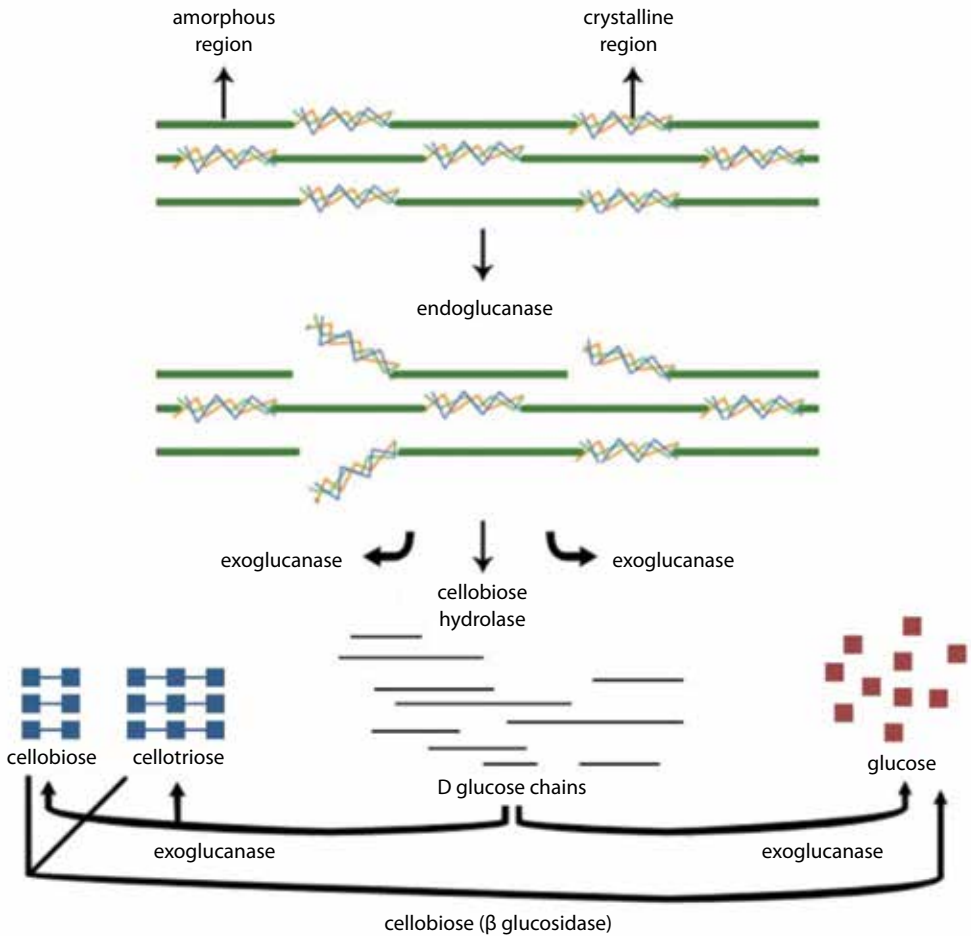 amorphous
region
crystalline
region
endoglucanase
exoglucanase
exoglucanase
cellobiose
hydrolase
cellobiose
cellotriose
glucose
D glucose chains
exoglucanase
exoglucanase
cellobiose (β glucosidase)